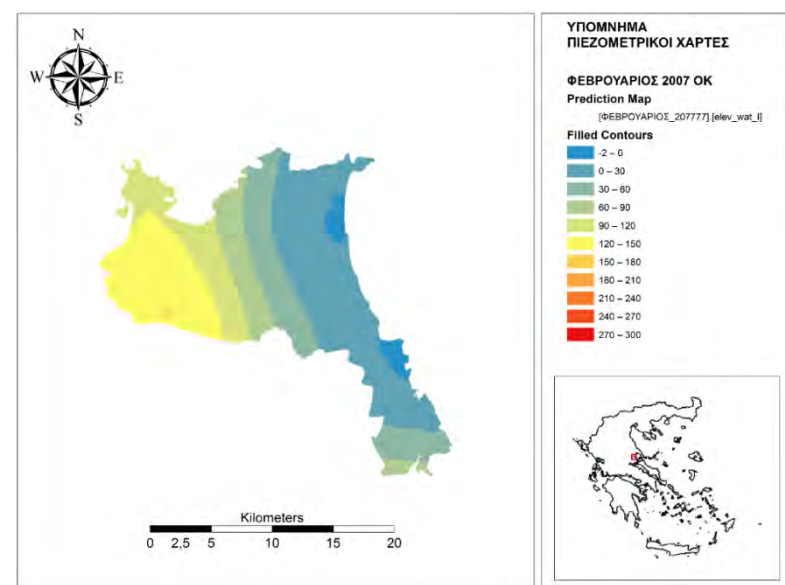 N
W
E
S
Kilometers
0 2,5 5 10 15 20
ΥΠΟΜΝΗΜΑ
ΠΙΕΖΟΜΕΤΡΙΚΟΙ ΧΑΡΤΕΣ
ΦΕΒΡΟΥΑΡΙΟΣ 2007 ΟΚ
Prediction Map
[ΦΕΒΡΟΥΑΡΙΟΣ_207777].[elev_wat_l]
Filled Contours
-2 – 0
0 – 30
30 – 60
60 – 90
90 – 120
120 – 150
150 – 180
180 – 210
210 – 240
240 – 270
270 – 300